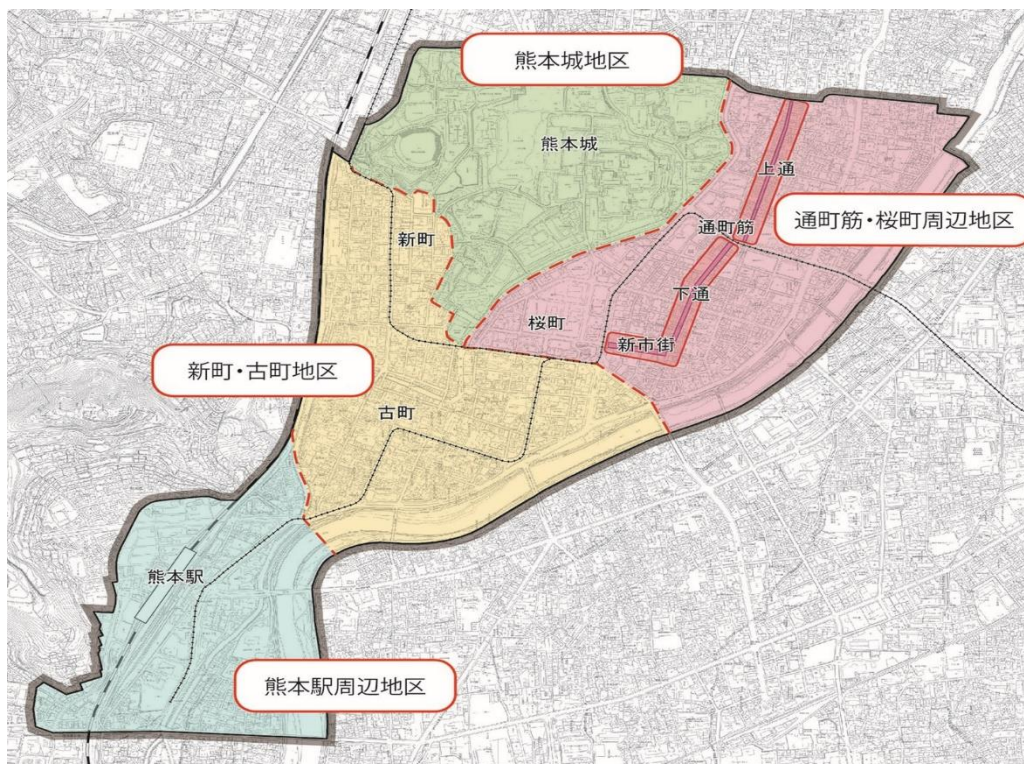 熊本城地区
熊本城
上通
通町筋・桜町周辺地区
通町筋
新町
下通
桜町
新市街
新町・古町地区
古町
熊本駅
熊本駅周辺地区